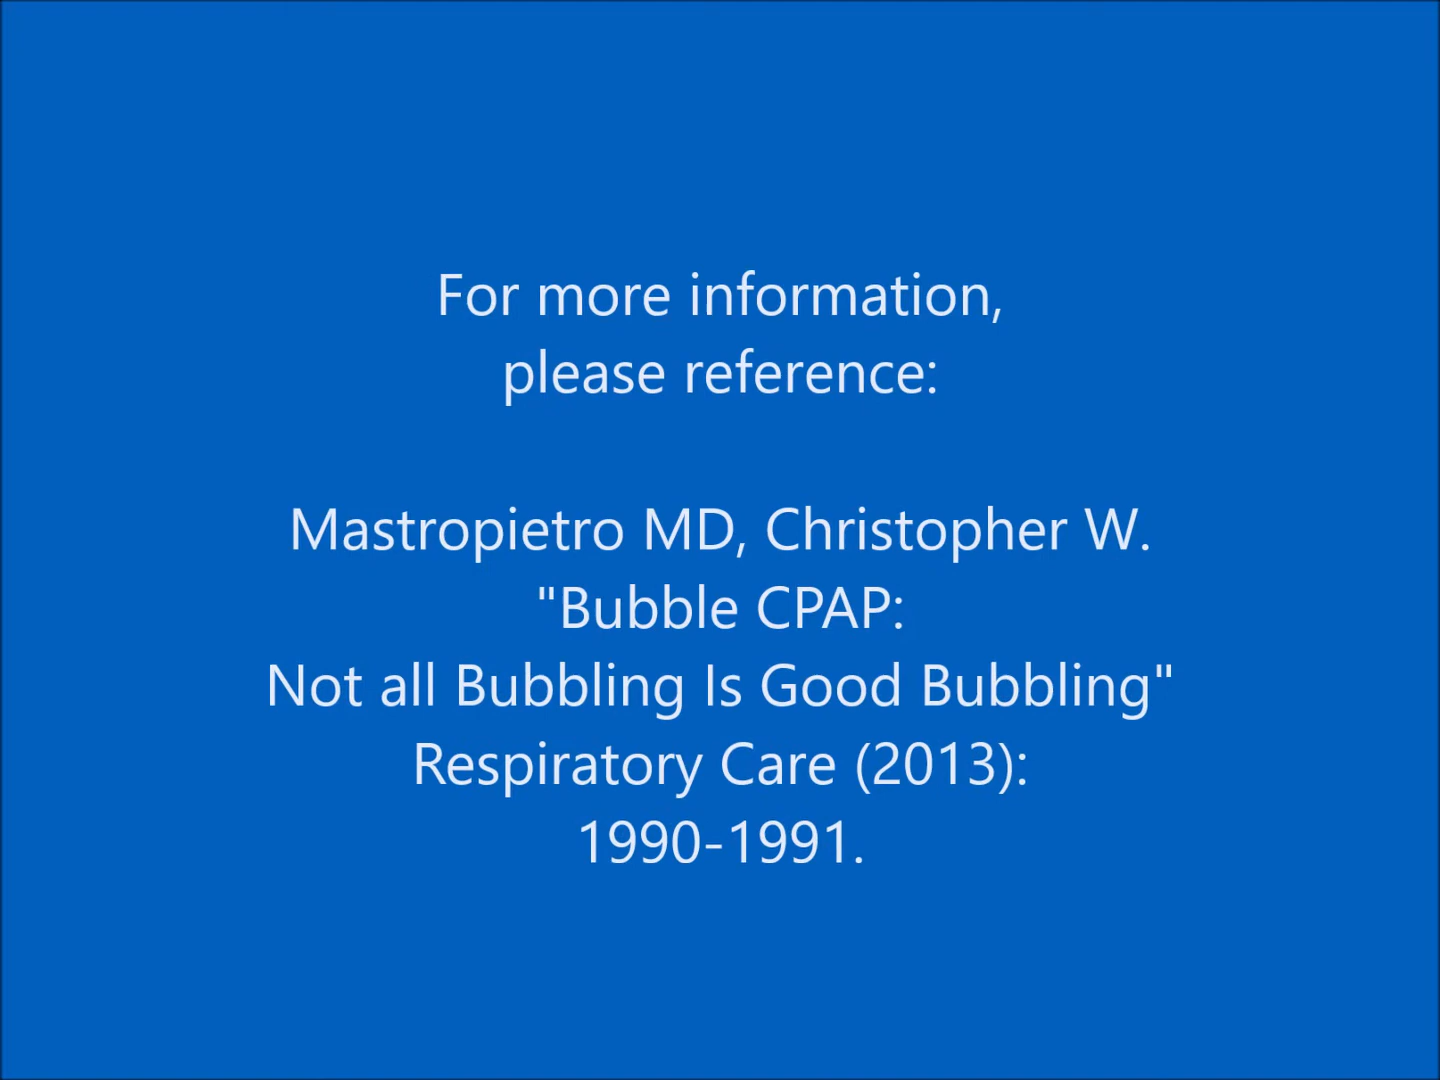 For more information,
please reference:
Mastropietro MD, Christopher W.
"Bubble CPAP:
Not all Bubbling Is Good Bubbling"
Respiratory Care (2013):
1990-1991.